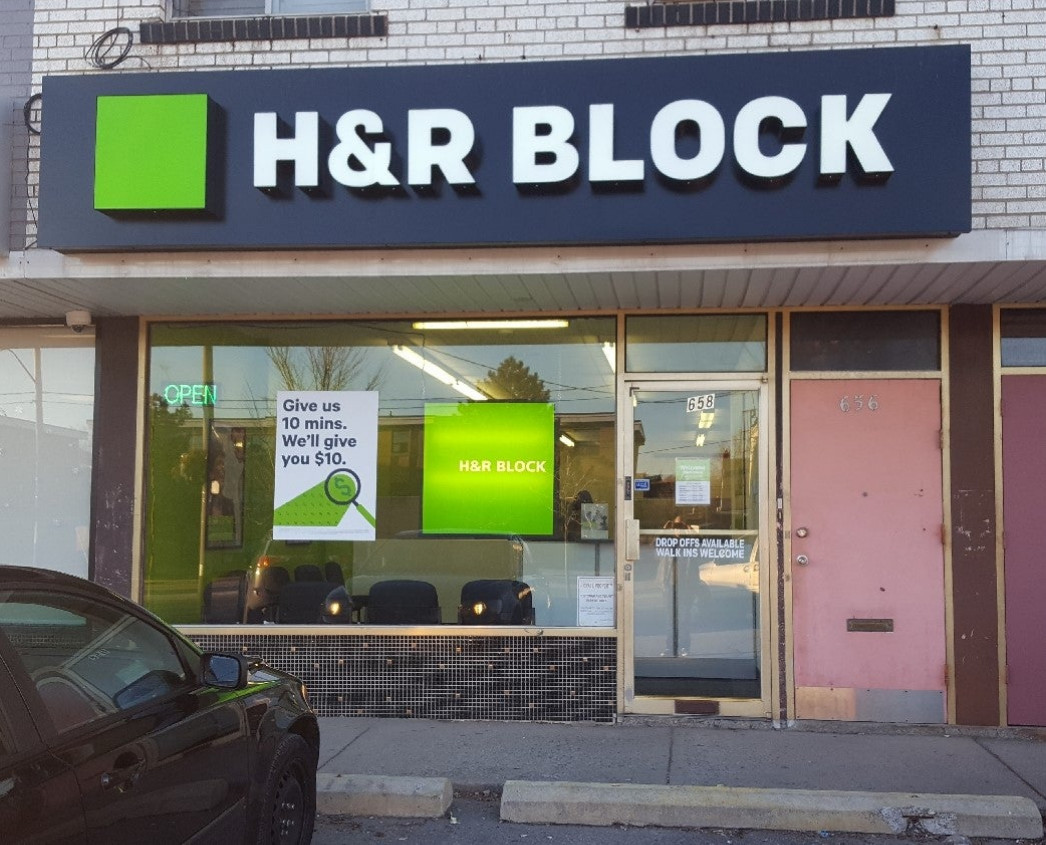 H&R BLOCK
OPEN
Give us
10 mins.
We'll give
you $10.
H&R BLOCK
658
656
DROP OFFS AVAILABLE
WALK INS WELCOME